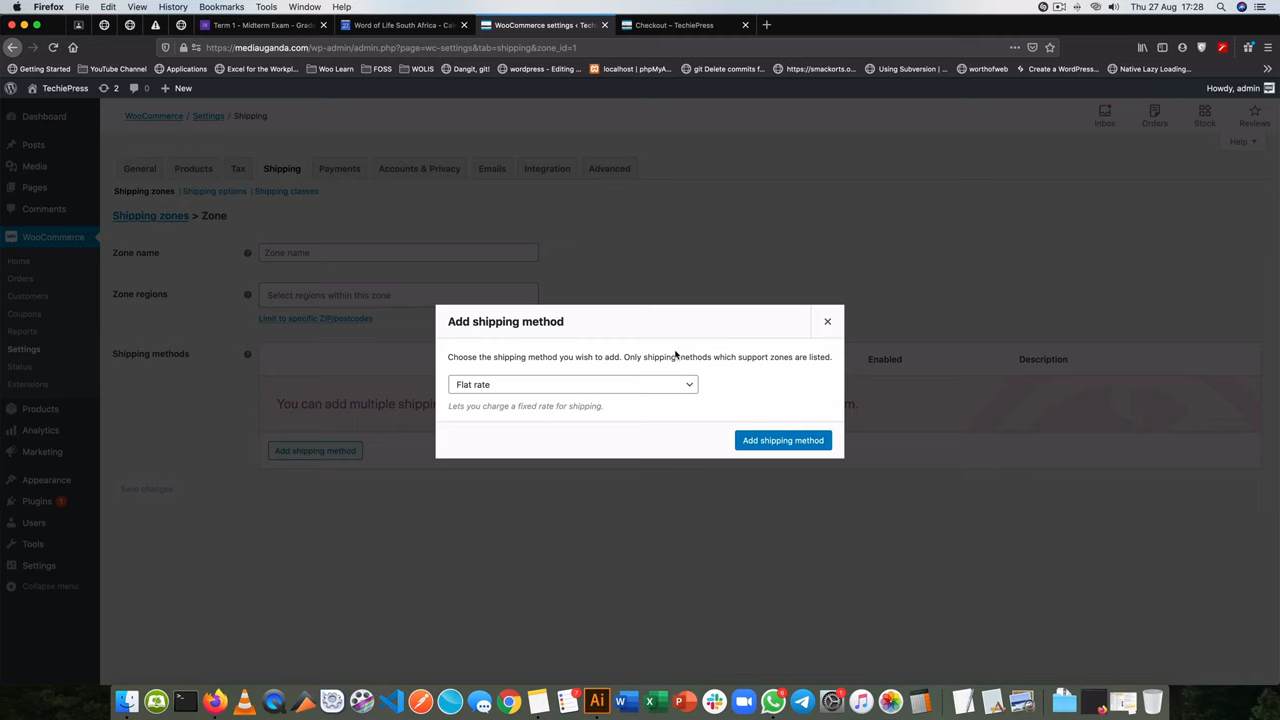 Firefox File Edit View History Bookmarks Tools Window Help Thu 27 Aug 17:28
Term 1 - Midterm Exam - Grade Word of Life South Africa - Cal WooCommerce settings ‹ Techi Checkout – TechiePress
https://mediauganda.com/wp-admin/admin.php?page=wc-settings&tab=shipping&zone_id=1
Getting Started YouTube Channel Applications Excel for the Workpl... Woo Learn FOSS WOLIS Dangit, git! wordpress - Editing ... localhost | phpMyA... git Delete commits f... https://smackorts.o... Using Subversion | ... worthofweb Create a WordPress... Native Lazy Loading...
TechiePress 2 0 New Howdy, admin
Dashboard
Posts
Media
Pages
Comments
WooCommerce
Home
Orders
Customers
Coupons
Reports
Settings
Status
Extensions
Products
Analytics
Marketing
Appearance
Plugins 1
Users
Tools
Settings
Collapse menu
WooCommerce / Settings / Shipping
Inbox Orders Stock Reviews
Help
General Products Tax Shipping Payments Accounts & Privacy Emails Integration Advanced
Shipping zones | Shipping options | Shipping classes
Shipping zones > Zone
Zone name Zone name
Zone regions Select regions within this zone
Limit to specific ZIP/postcodes
Shipping methods Enabled Description
You can add multiple shippi m.
Add shipping method
Save changes
Add shipping method
Choose the shipping method you wish to add. Only shipping methods which support zones are listed.
Flat rate
Lets you charge a fixed rate for shipping.
Add shipping method